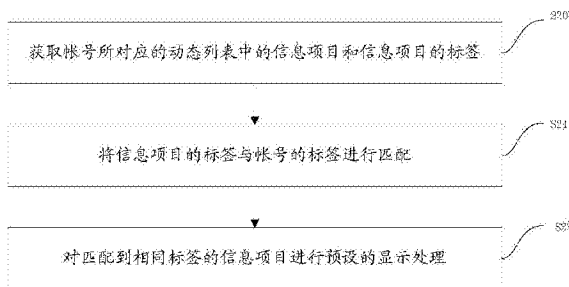 获取帐号所对应的动态列表中的信息项目和信息项目的标签
将信息项目的标签与帐号的标签进行匹配
对匹配到相同标签的信息项目进行预设的显示处理